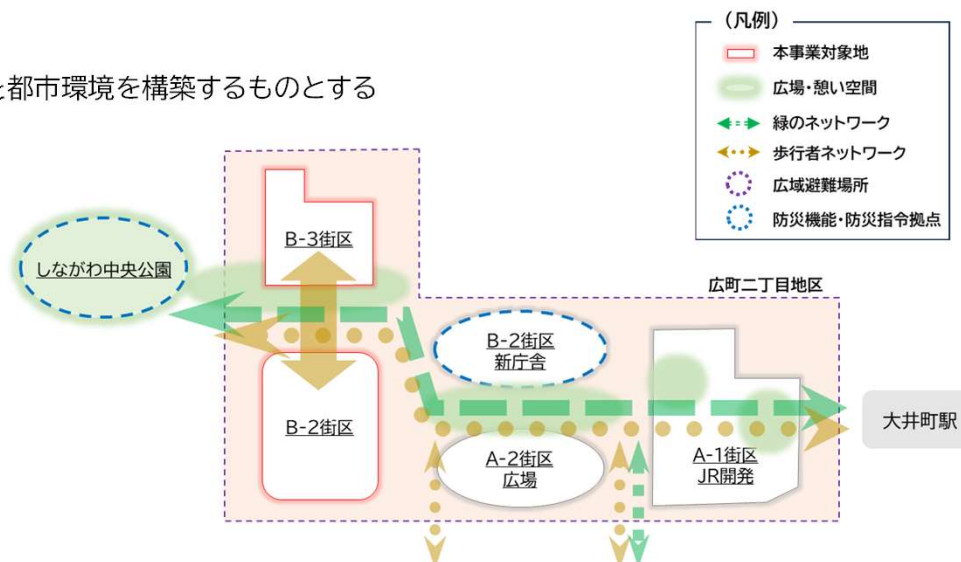 都市環境を構築するものとする
(凡例)
本事業対象地
広場・憩い空間
緑のネットワーク
歩行者ネットワーク
広域避難場所
防災機能・防災指令拠点
広町二丁目地区
しながわ中央公園
B-3街区
B-2街区
B-2街区
新庁舎
A-2街区
広場
A-1街区
JR開発
大井町駅